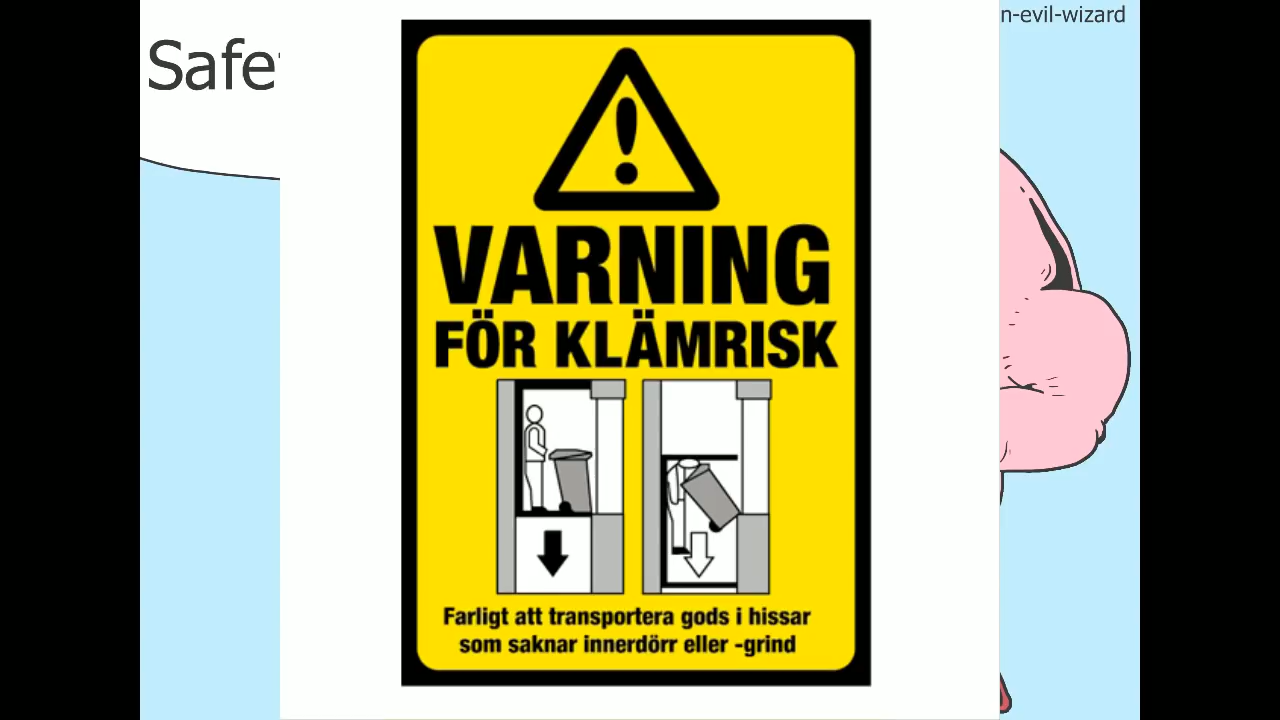 n-evil-wizard
Safe
VARNING
FÖR KLÄMRISK
Farligt att transportera gods i hissar
som saknar innerdörr eller -grind